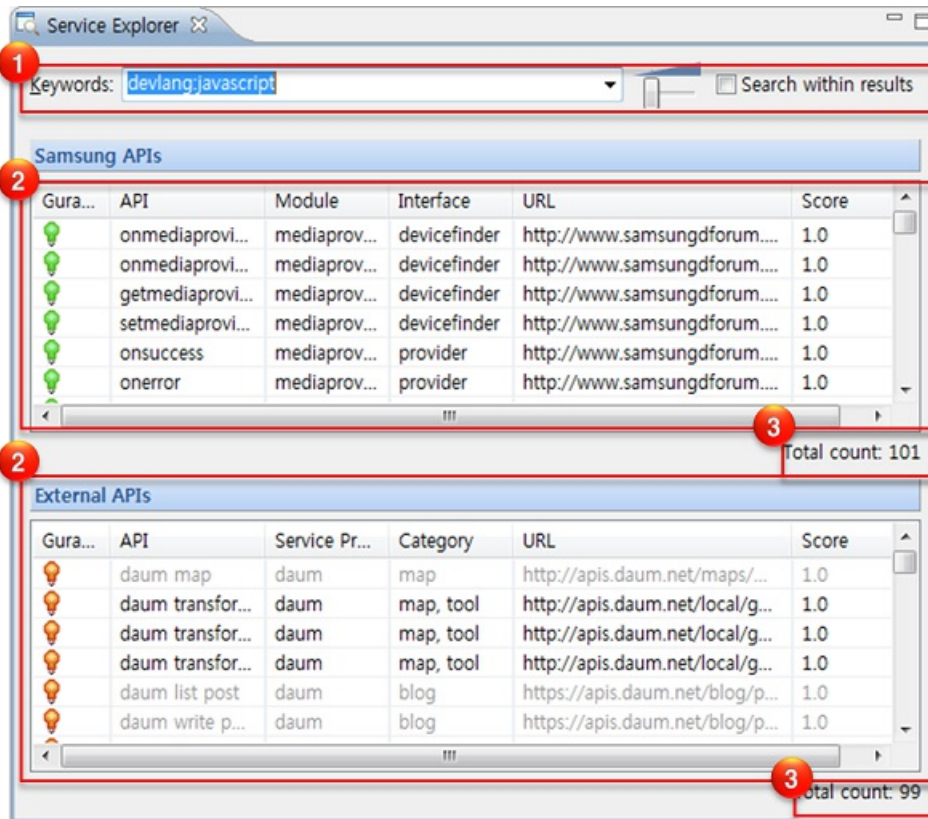 Service Explorer
1
Keywords: devlang:javascript Search within results
Samsung APIs
2
Gura... API Module Interface URL Score
onmediaprovi... mediaprov... devicefinder http://www.samsungdforum.... 1.0
onmediaprovi... mediaprov... devicefinder http://www.samsungdforum.... 1.0
getmediaprovi... mediaprov... devicefinder http://www.samsungdforum.... 1.0
setmediaprovi... mediaprov... devicefinder http://www.samsungdforum.... 1.0
onsuccess mediaprov... provider http://www.samsungdforum.... 1.0
onerror mediaprov... provider http://www.samsungdforum.... 1.0
3
Total count: 101
2
External APIs
Gura... API Service Pr... Category URL Score
daum map daum map http://apis.daum.net/maps/... 1.0
daum transfor... daum map, tool http://apis.daum.net/local/g... 1.0
daum transfor... daum map, tool http://apis.daum.net/local/g... 1.0
daum transfor... daum map, tool http://apis.daum.net/local/g... 1.0
daum list post daum blog https://apis.daum.net/blog/p... 1.0
daum write p... daum blog https://apis.daum.net/blog/p... 1.0
3
Total count: 99